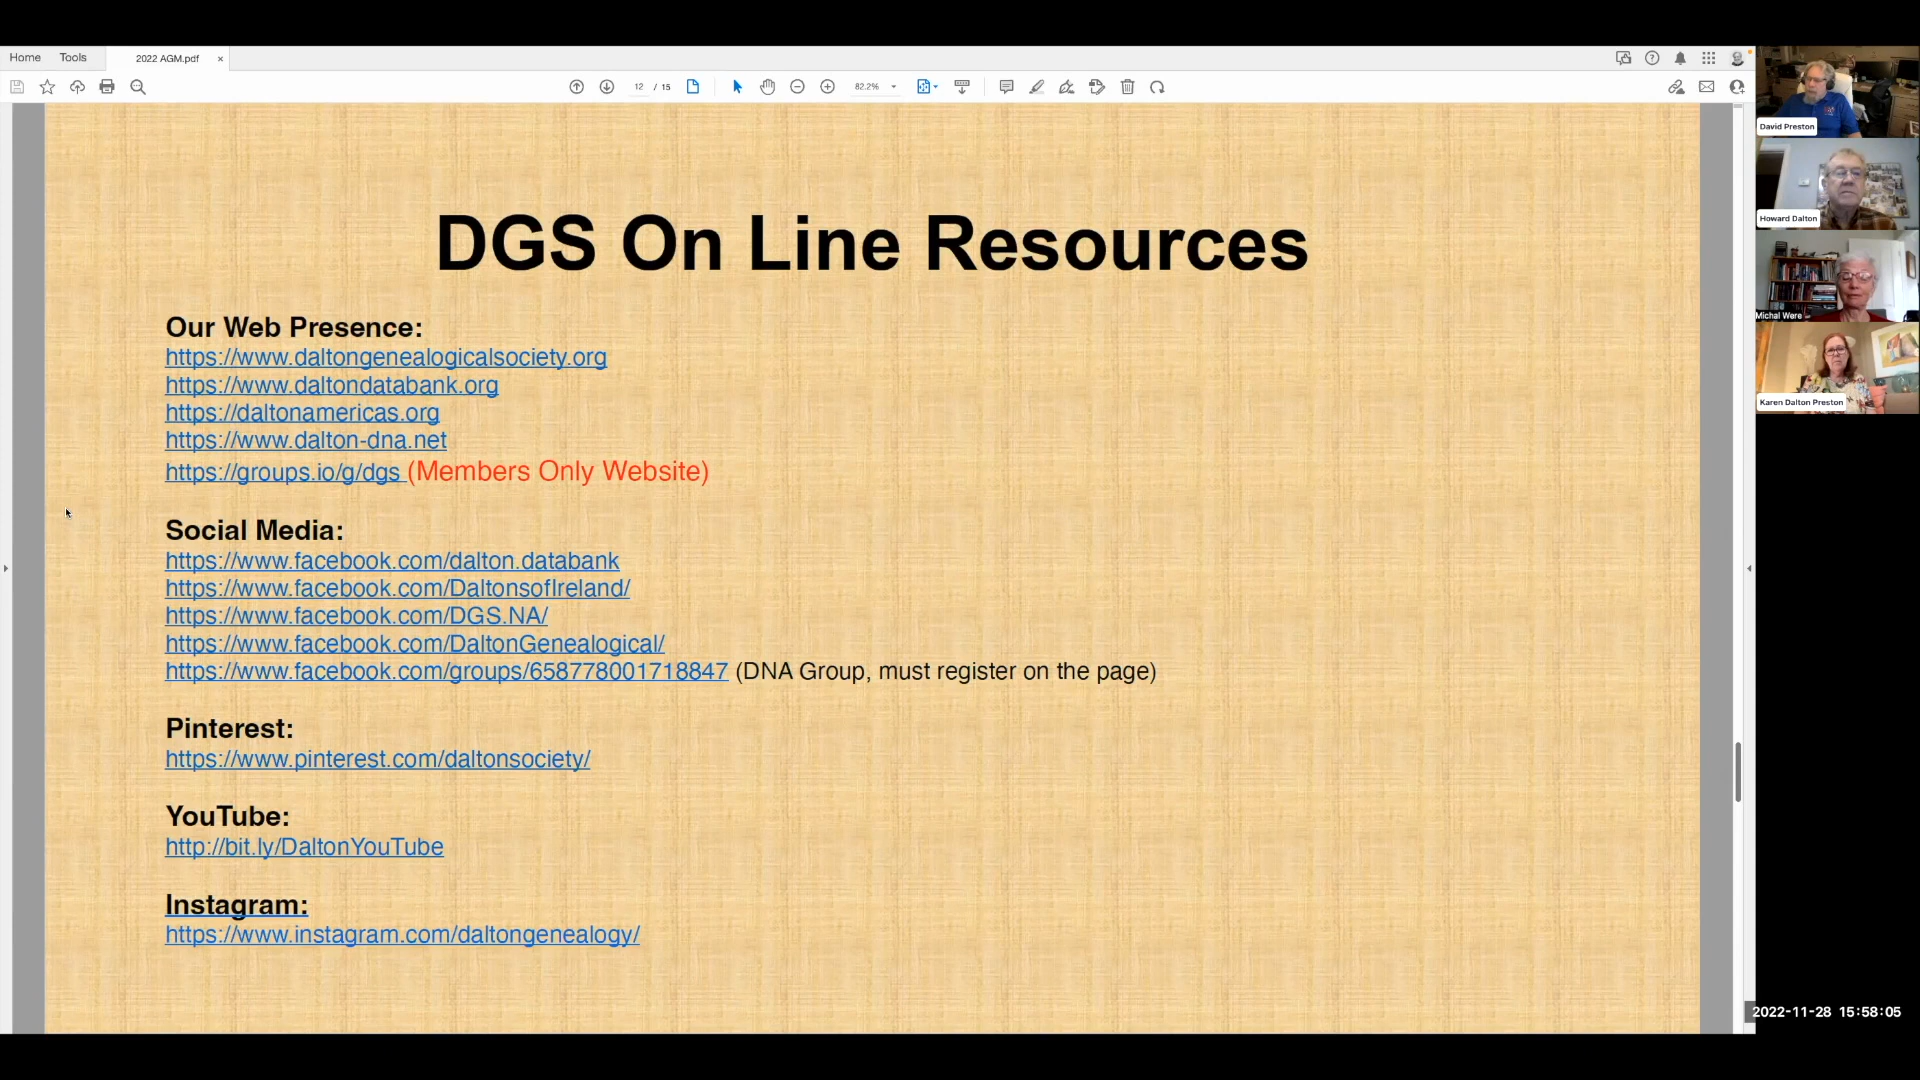 Home Tools 2022 AGM.pdf ×
12 / 15 82.2%
DGS On Line Resources
Our Web Presence:
https://www.daltongenealogicalsociety.org
https://www.daltondatabank.org
https://daltonamericas.org
https://www.dalton-dna.net
https://groups.io/g/dgs (Members Only Website)
Social Media:
https://www.facebook.com/dalton.databank
https://www.facebook.com/DaltonsofIreland/
https://www.facebook.com/DGS.NA/
https://www.facebook.com/DaltonGenealogical/
https://www.facebook.com/groups/658778001718847 (DNA Group, must register on the page)
Pinterest:
https://www.pinterest.com/daltonsociety/
YouTube:
http://bit.ly/DaltonYouTube
Instagram:
https://www.instagram.com/daltongenealogy/
David Preston
Howard Dalton
Michal Were
Karen Dalton Preston
2022-11-28 15:58:05